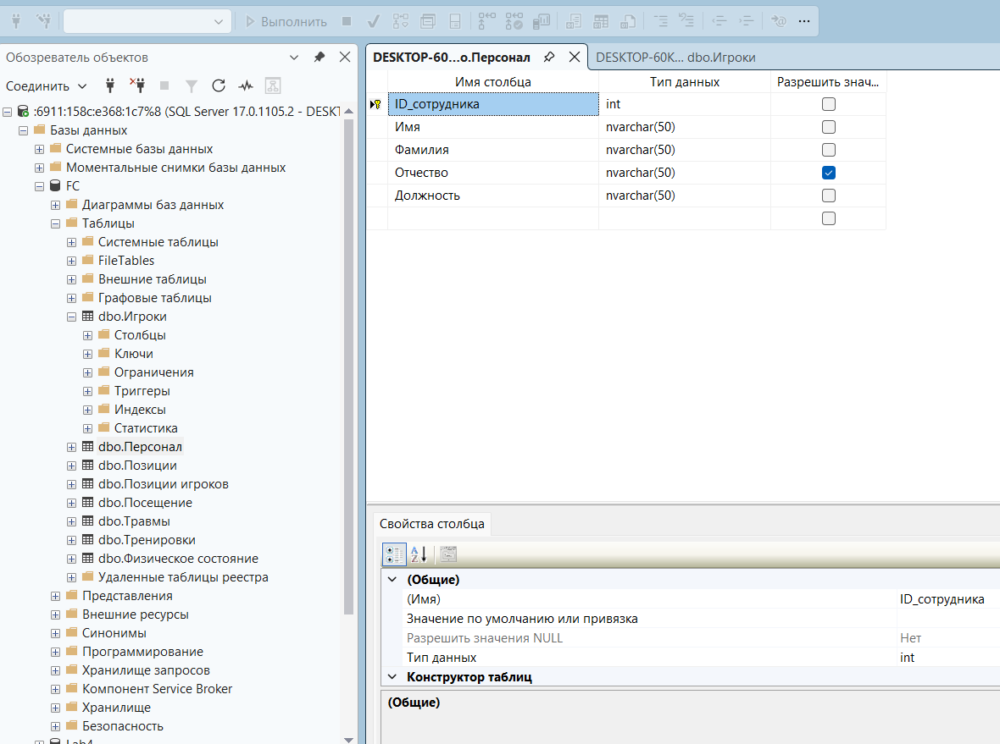 Выполнить
Обозреватель объектов
Соединить
:6911:158c:e368:1c7%8 (SQL Server 17.0.1105.2 - DESKT
Базы данных
Системные базы данных
Моментальные снимки базы данных
FC
Диаграммы баз данных
Таблицы
Системные таблицы
FileTables
Внешние таблицы
Графовые таблицы
dbo.Игроки
Столбцы
Ключи
Ограничения
Триггеры
Индексы
Статистика
dbo.Персонал
dbo.Позиции
dbo.Позиции игроков
dbo.Посещение
dbo.Травмы
dbo.Тренировки
dbo.Физическое состояние
Удаленные таблицы реестра
Представления
Внешние ресурсы
Синонимы
Программирование
Хранилище запросов
Компонент Service Broker
Хранилище
Безопасность
Lab4
DESKTOP-60...o.Персонал DESKTOP-60K... dbo.Игроки
Имя столбца Тип данных Разрешить знач...
ID_сотрудника int
Имя nvarchar(50)
Фамилия nvarchar(50)
Отчество nvarchar(50)
Должность nvarchar(50)
Свойства столбца
(Общие)
(Имя) ID_сотрудника
Значение по умолчанию или привязка
Разрешить значения NULL Нет
Тип данных int
Конструктор таблиц
(Общие)